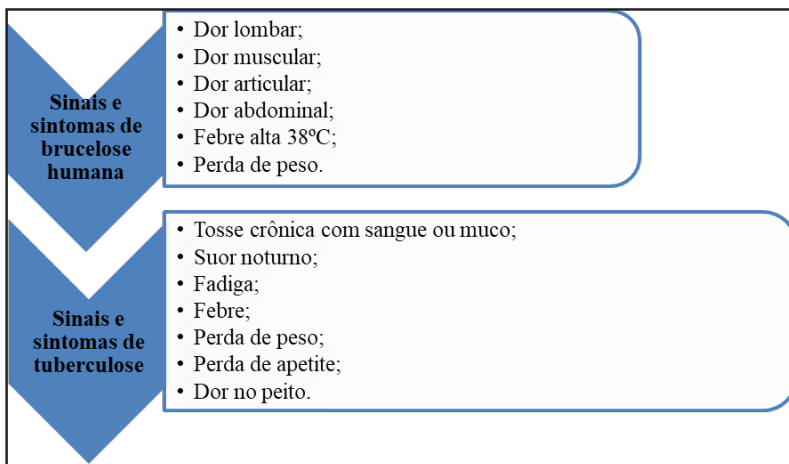 Sinais e
sintomas de
brucelose
humana
• Dor lombar;
• Dor muscular;
• Dor articular;
• Dor abdominal;
• Febre alta 38ºC;
• Perda de peso.
Sinais e
sintomas de
tuberculose
• Tosse crônica com sangue ou muco;
• Suor noturno;
• Fadiga;
• Febre;
• Perda de peso;
• Perda de apetite;
• Dor no peito.